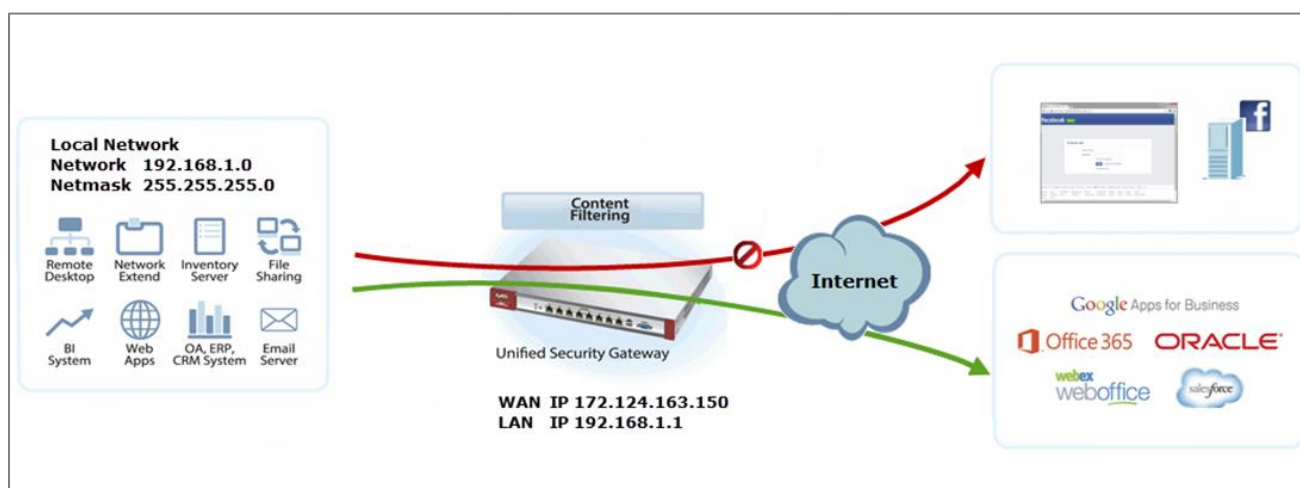 Local Network
Network 192.168.1.0
Netmask 255.255.255.0
Remote Desktop
Network Extend
Inventory Server
File Sharing
BI System
Web Apps
OA, ERP, CRM System
Email Server
Content
Filtering
Unified Security Gateway
WAN IP 172.124.163.150
LAN IP 192.168.1.1
Internet
facebook
f
Google Apps for Business
Office 365
ORACLE
webex
weboffice
salesforce